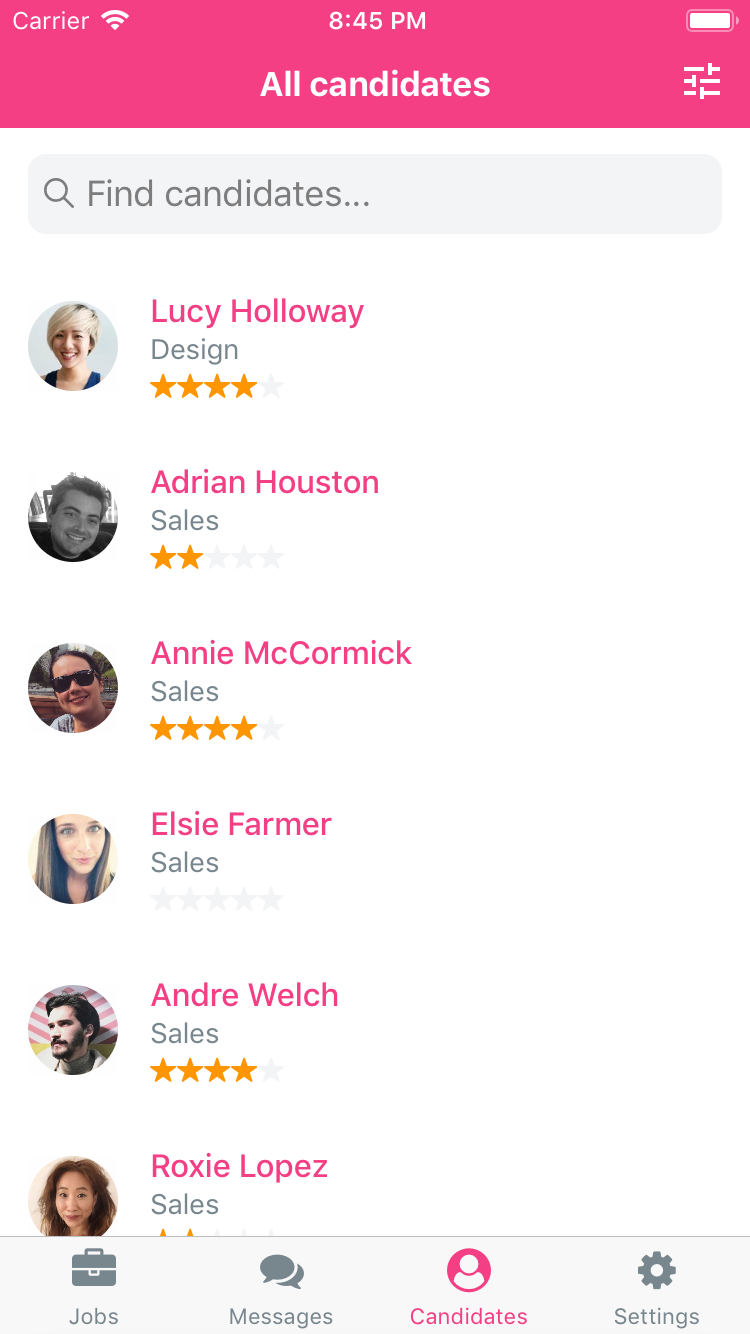 Carrier 8:45 PM
All candidates
Find candidates...
Lucy Holloway
Design
Adrian Houston
Sales
Annie McCormick
Sales
Elsie Farmer
Sales
Andre Welch
Sales
Roxie Lopez
Sales
Jobs Messages Candidates Settings